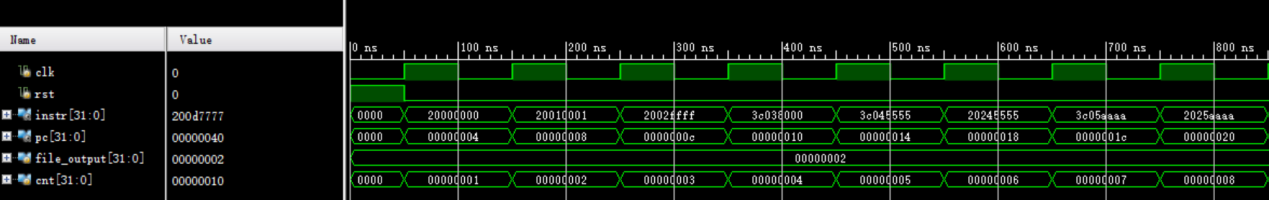 Name Value
0 ns 100 ns 200 ns 300 ns 400 ns 500 ns 600 ns 700 ns 800 ns
clk 0
rst 0
instr[31:0] 200d7777 0000 20000000 20010001 2002ffff 3c038000 3c045555 20245555 3c05aaaa 2025aaaa
pc[31:0] 00000040 0000 00000004 00000008 0000000c 00000010 00000014 00000018 0000001c 00000020
file_output[31:0] 00000002 00000002
cnt[31:0] 00000010 0000 00000001 00000002 00000003 00000004 00000005 00000006 00000007 00000008